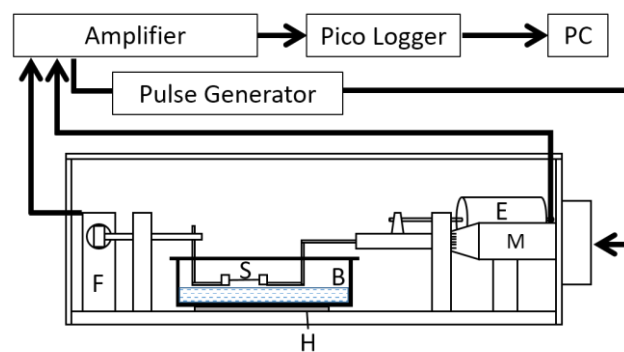 Amplifier
Pico Logger
PC
Pulse Generator
E
M
F
S
B
H